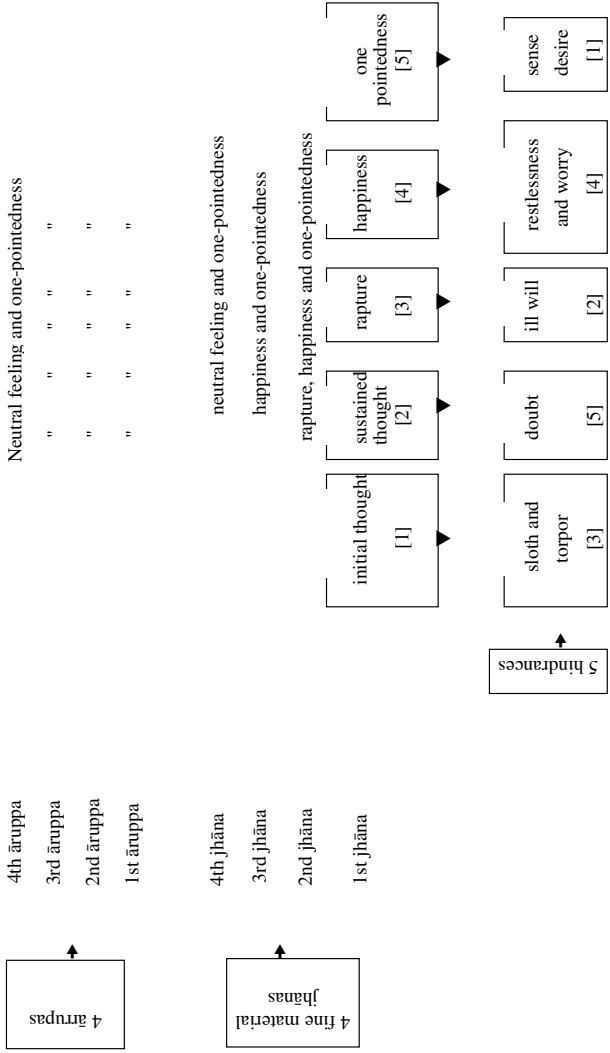 4 ārrupas
4th āruppa Neutral feeling and one-pointedness
3rd āruppa " " " " "
2nd āruppa " " " " "
1st āruppa " " " " "
4 fine material
jhānas
4th jhāna neutral feeling and one-pointedness
3rd jhāna happiness and one-pointedness
2nd jhāna rapture, happiness and one-pointedness
1st jhāna
initial thought
[1]
sustained
thought
[2]
rapture
[3]
happiness
[4]
one
pointedness
[5]
5 hindrances
sloth and
torpor
[3]
doubt
[5]
ill will
[2]
restlessness
and worry
[4]
sense
desire
[1]